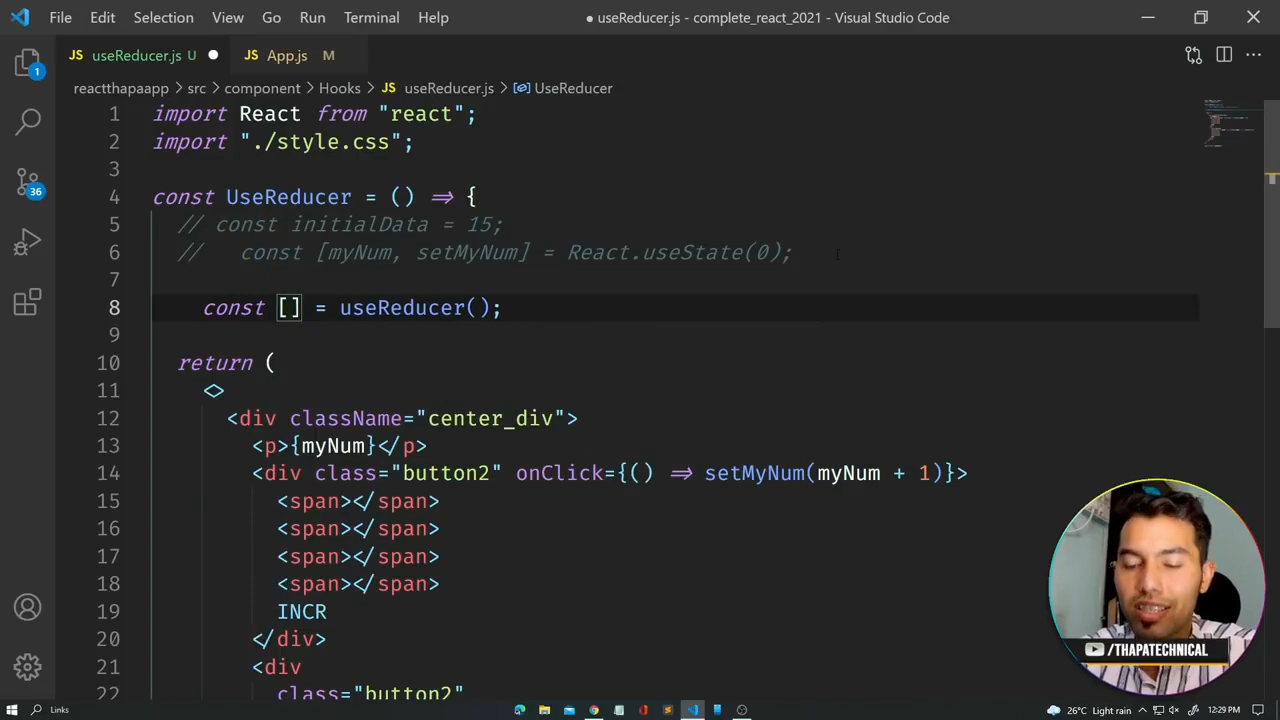 File Edit Selection View Go Run Terminal Help ● useReducer.js - complete_react_2021 - Visual Studio Code
JS useReducer.js U ● JS App.js M
reactthapaapp > src > component > Hooks > JS useReducer.js > UseReducer
1 import React from "react";
2 import "./style.css";
3
4 const UseReducer = () => {
5 // const initialData = 15;
6 //   const [myNum, setMyNum] = React.useState(0);
7
8 const [] = useReducer();
9
10 return (
11 <>
12 <div className="center_div">
13 <p>{myNum}</p>
14 <div class="button2" onClick={() => setMyNum(myNum + 1)}>
15 <span></span>
16 <span></span>
17 <span></span>
18 <span></span>
19 INCR
20 </div>
21 <div
22 class="button2"
1
36
/THAPATECHNICAL
Links 26°C Light rain 12:29 PM